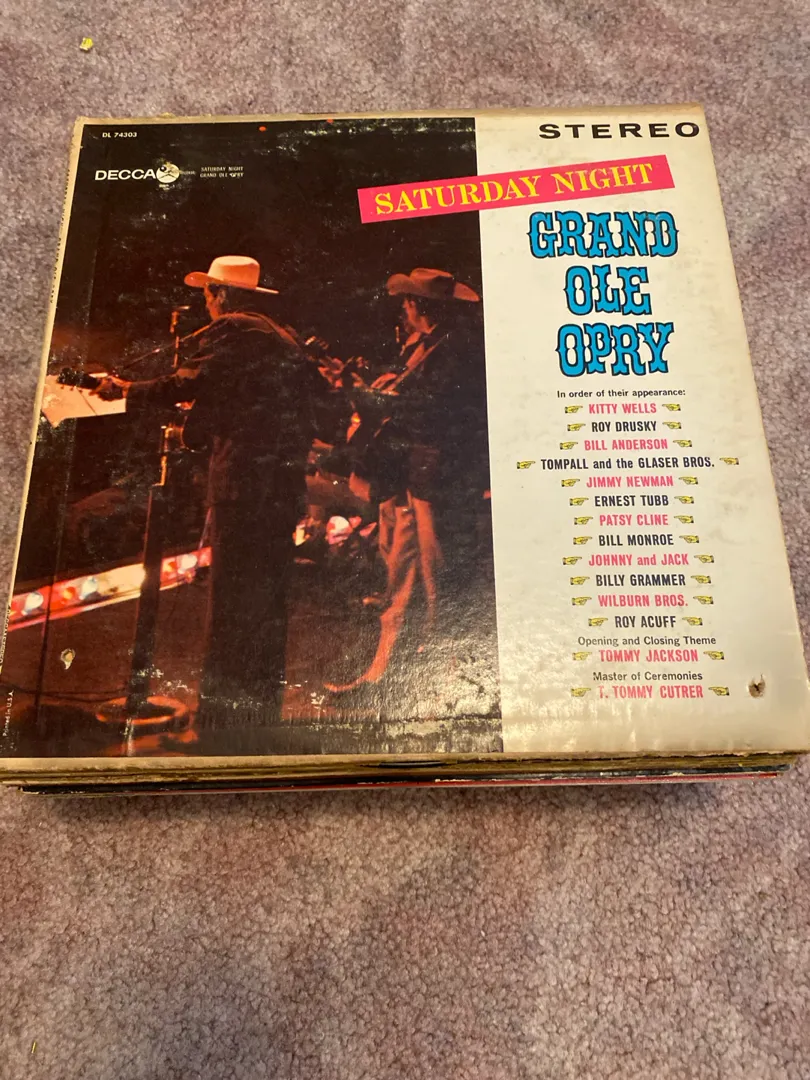 DL 74303
DECCA
SATURDAY NIGHT
GRAND OLE OPRY
STEREO
SATURDAY NIGHT
GRAND
OLE
OPRY
In order of their appearance:
KITTY WELLS
ROY DRUSKY
BILL ANDERSON
TOMPALL and the GLASER BROS.
JIMMY NEWMAN
ERNEST TUBB
PATSY CLINE
BILL MONROE
JOHNNY and JACK
BILLY GRAMMER
WILBURN BROS.
ROY ACUFF
Opening and Closing Theme
TOMMY JACKSON
Master of Ceremonies
T. TOMMY CUTRER
Printed in U.S.A.